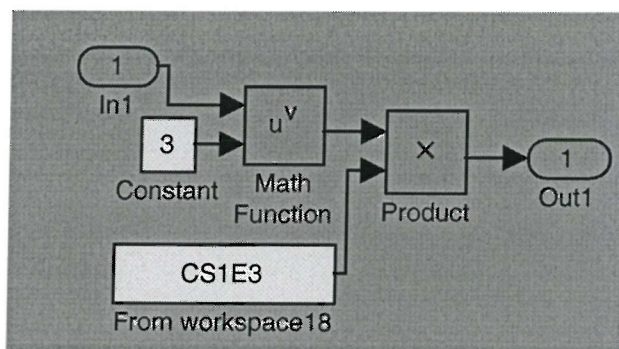 1
In1
3
Constant
u^v
Math
Function
×
Product
1
Out1
CS1E3
From workspace18